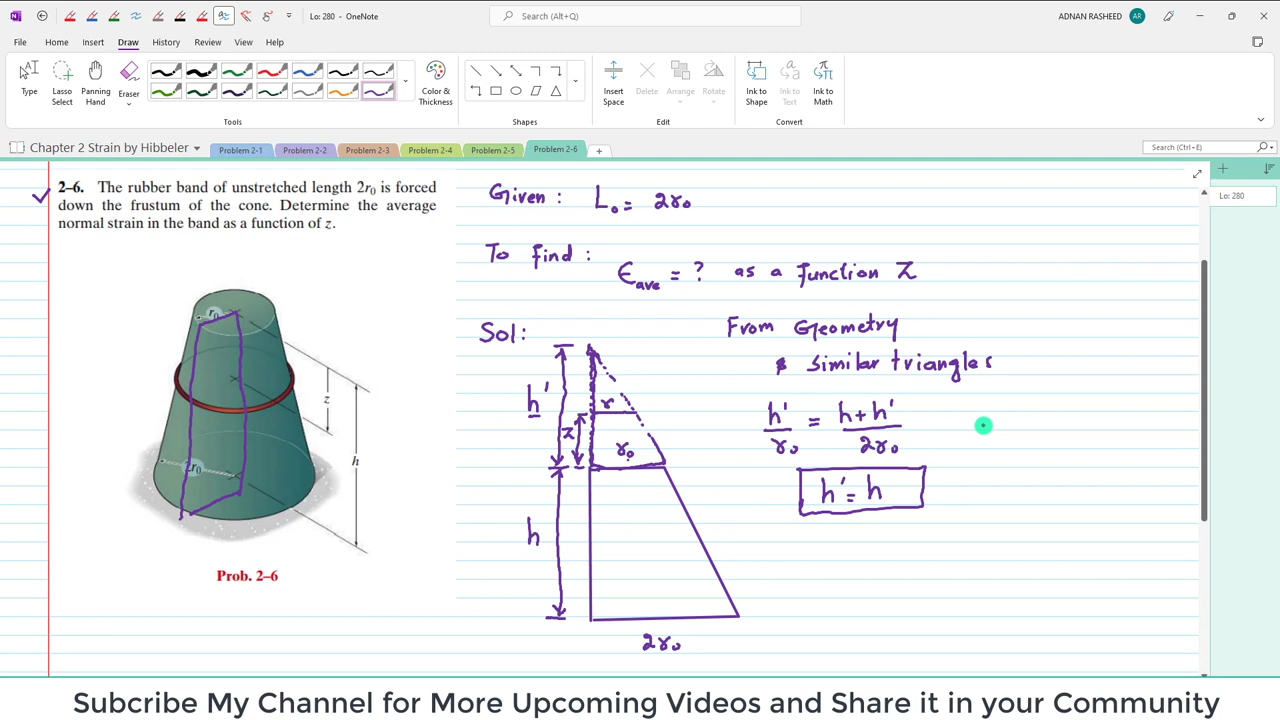 Lo: 280 - OneNote
Search (Alt+Q)
ADNAN RASHEED
AR
File Home Insert Draw History Review View Help
Type
Lasso Select
Panning Hand
Eraser
Tools
Color & Thickness
Shapes
Insert Space
Delete
Arrange
Rotate
Edit
Ink to Shape
Ink to Text
Ink to Math
Convert
Chapter 2 Strain by Hibbeler
Problem 2-1
Problem 2-2
Problem 2-3
Problem 2-4
Problem 2-5
Problem 2-6
Search (Ctrl+E)
Lo: 280
2–6. The rubber band of unstretched length 2r₀ is forced
down the frustum of the cone. Determine the average
normal strain in the band as a function of z.
r₀
z
h
2r₀
Prob. 2–6
Given: L₀ = 2r₀
To find:
ϵave = ? as a function Z
Sol:
From Geometry
& Similar triangles
h'/r₀ = h+h'/2r₀
h' = h
h'
r
z
r₀
h
2r₀
Subcribe My Channel for More Upcoming Videos and Share it in your Community